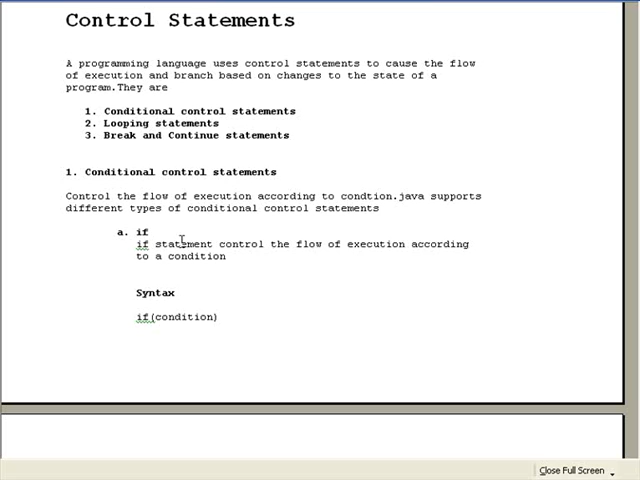 Control Statements
A programming language uses control statements to cause the flow
of execution and branch based on changes to the state of a
program.They are
1. Conditional control statements
2. Looping statements
3. Break and Continue statements
1. Conditional control statements
Control the flow of execution according to condtion.java supports
different types of conditional control statements
a. if
if statement control the flow of execution according
to a condition
Syntax
if(condition)
Close Full Screen